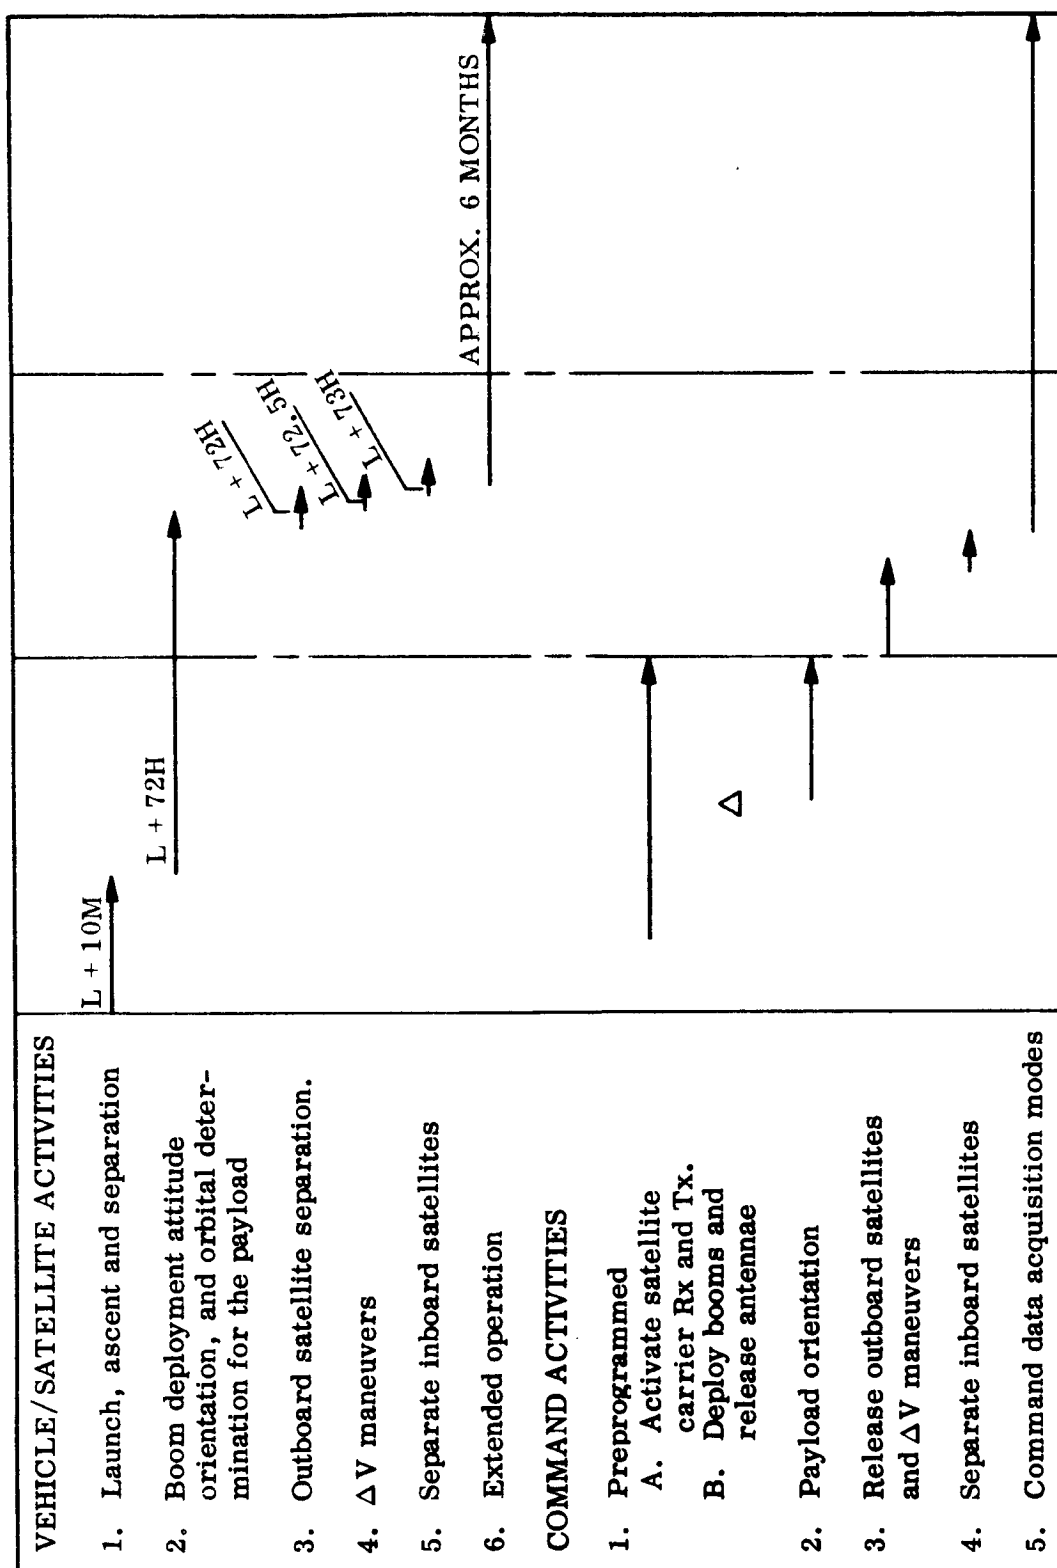 VEHICLE/SATELLITE ACTIVITIES
1. Launch, ascent and separation
L + 10M
2. Boom deployment attitude
orientation, and orbital deter-
mination for the payload
L + 72H
3. Outboard satellite separation.
L + 72H
4. Δ V maneuvers
L + 72.5H
5. Separate inboard satellites
L + 73H
6. Extended operation
APPROX. 6 MONTHS
COMMAND ACTIVITIES
1. Preprogrammed
A. Activate satellite
carrier Rx and Tx.
B. Deploy booms and
release antennae
Δ
2. Payload orientation
3. Release outboard satellites
and Δ V maneuvers
4. Separate inboard satellites
5. Command data acquisition modes